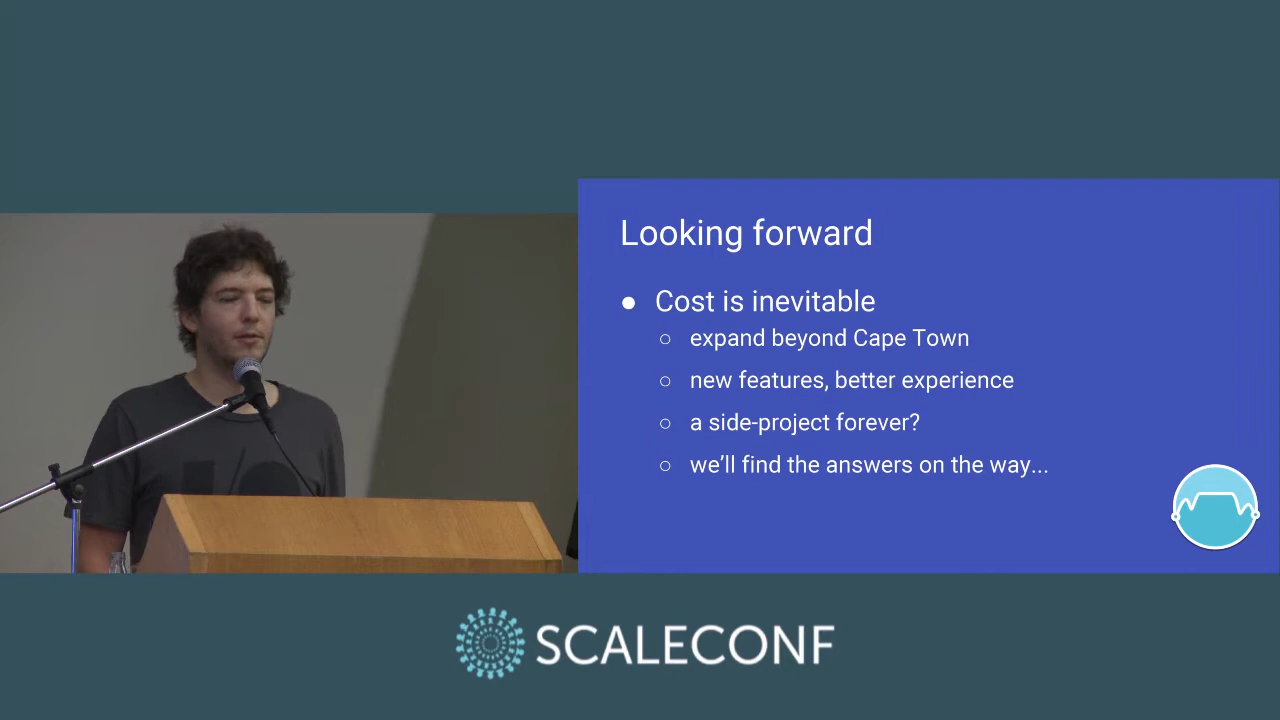 Looking forward
● Cost is inevitable
○ expand beyond Cape Town
○ new features, better experience
○ a side-project forever?
○ we’ll find the answers on the way...
SCALECONF